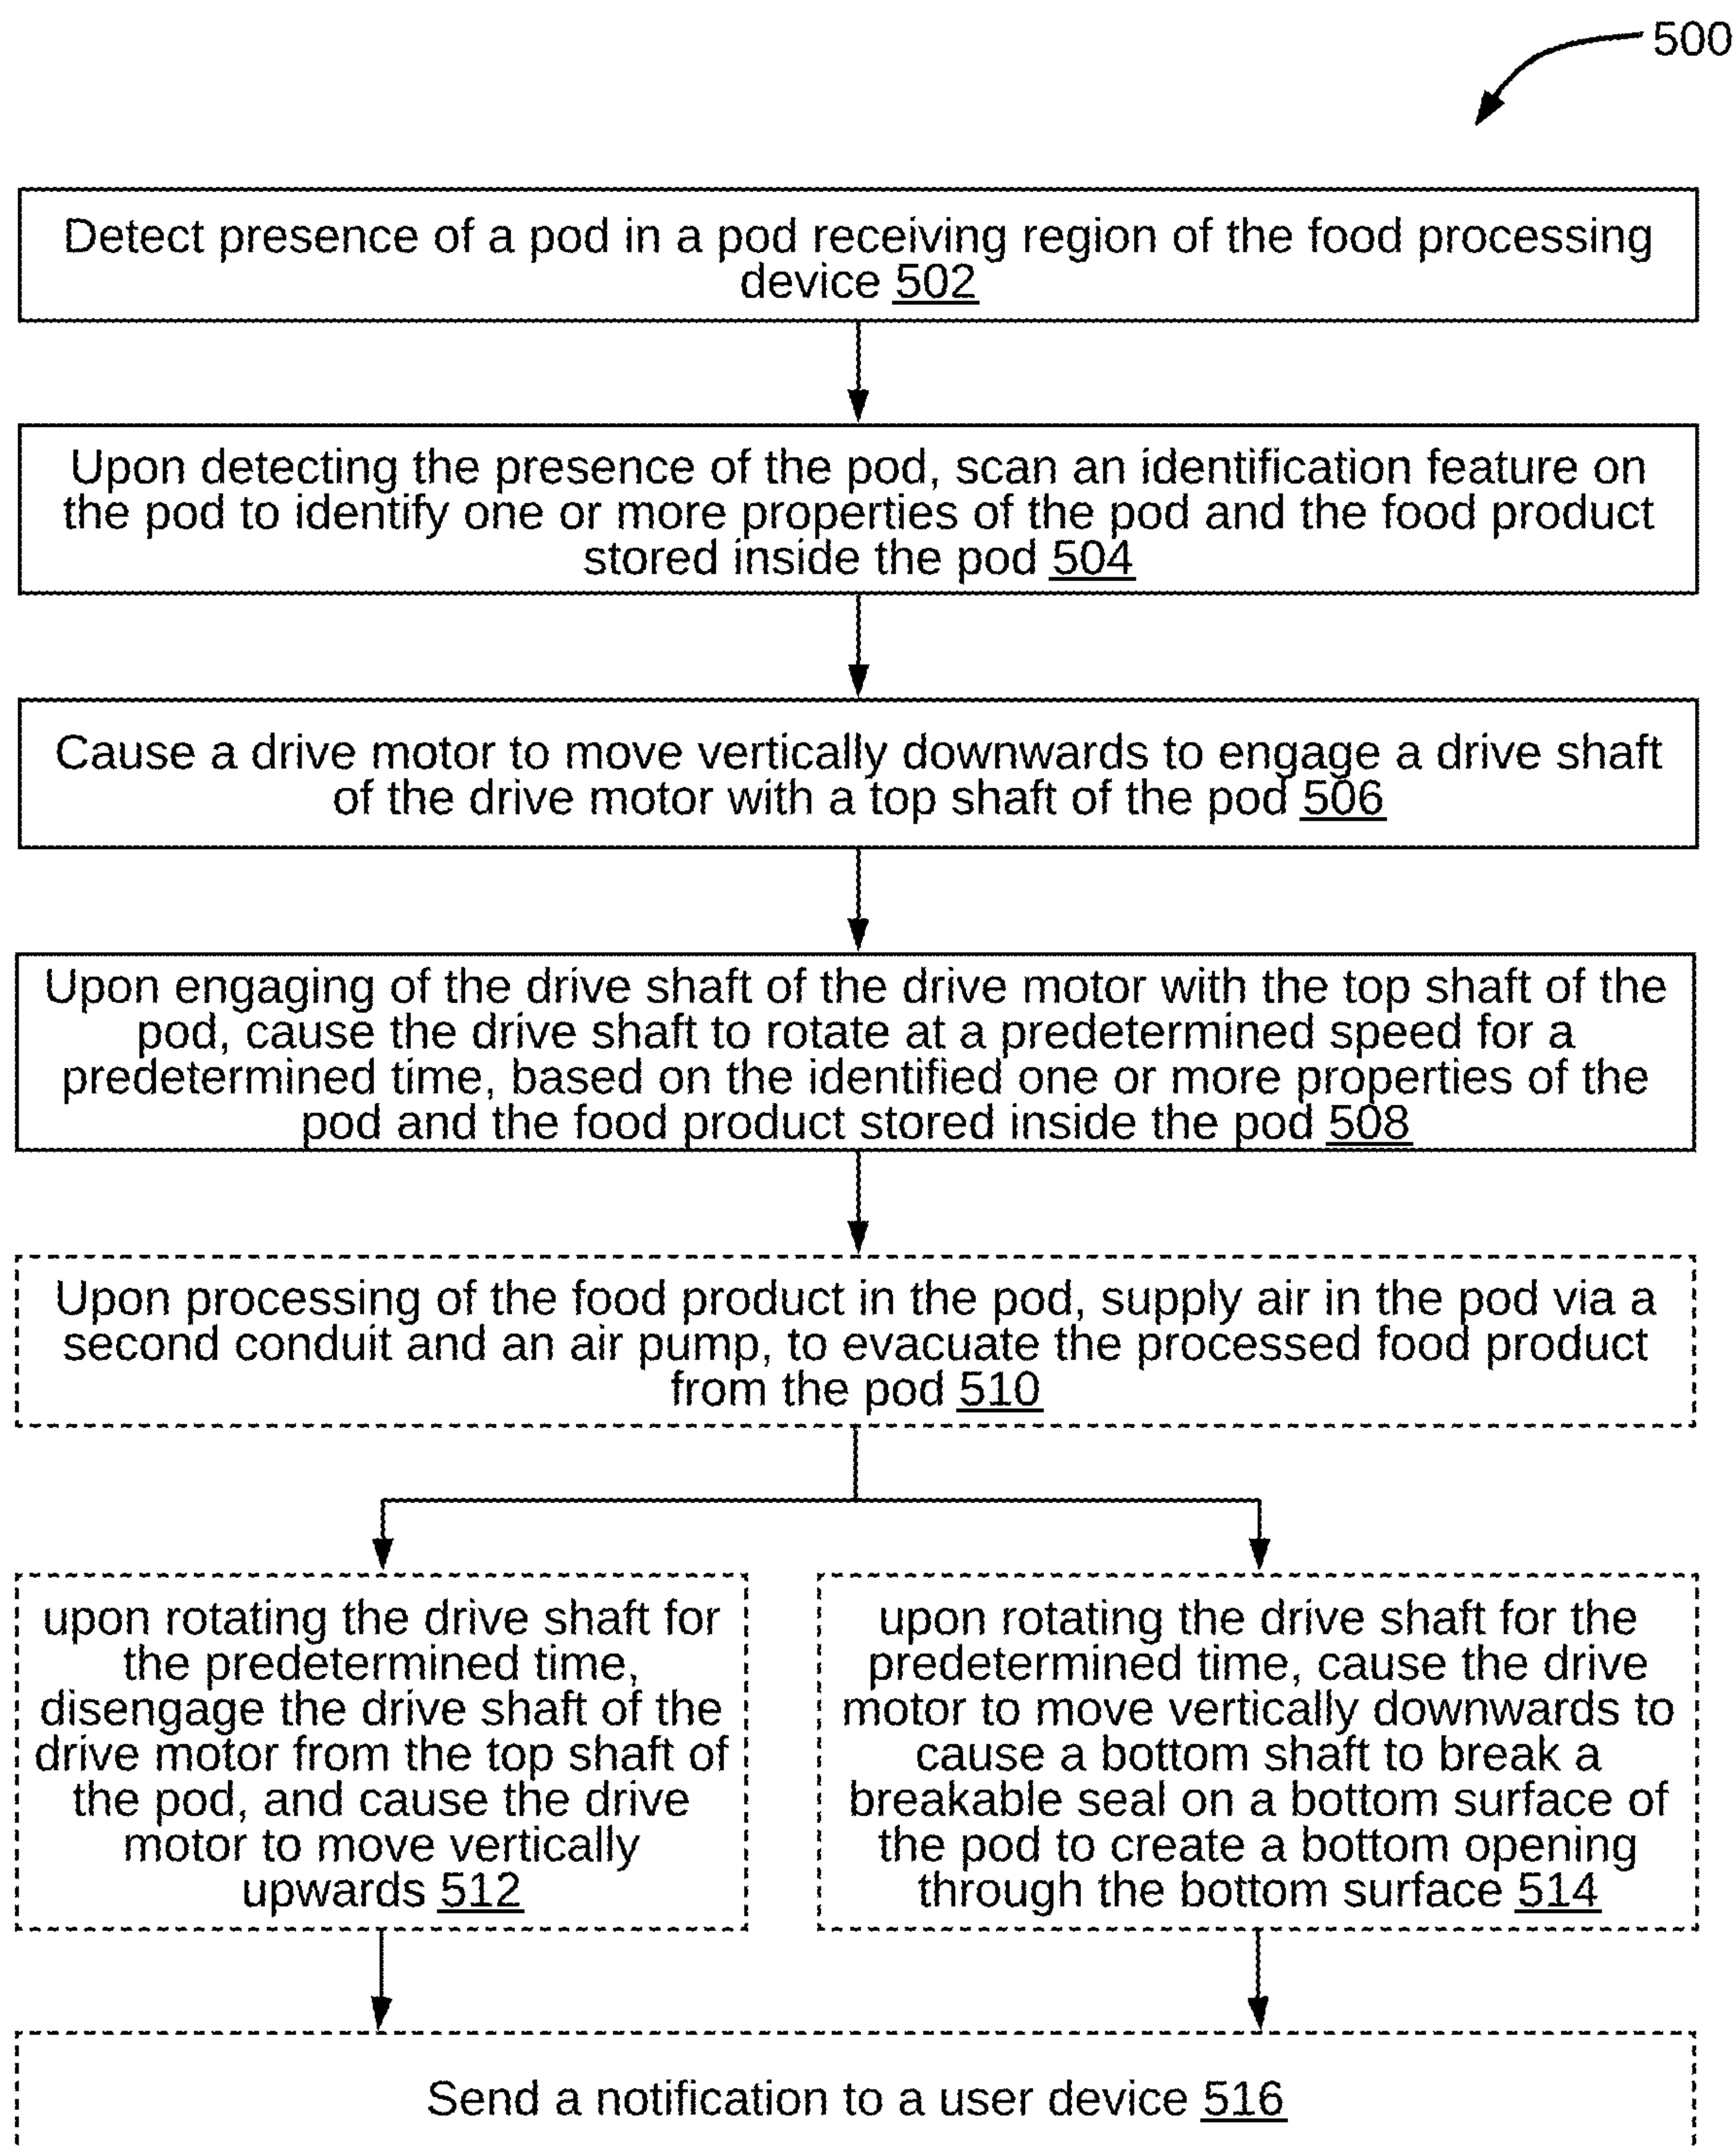 500
Detect presence of a pod in a pod receiving region of the food processing
device 502
Upon detecting the presence of the pod, scan an identification feature on
the pod to identify one or more properties of the pod and the food product
stored inside the pod 504
Cause a drive motor to move vertically downwards to engage a drive shaft
of the drive motor with a top shaft of the pod 506
Upon engaging of the drive shaft of the drive motor with the top shaft of the
pod, cause the drive shaft to rotate at a predetermined speed for a
predetermined time, based on the identified one or more properties of the
pod and the food product stored inside the pod 508
Upon processing of the food product in the pod, supply air in the pod via a
second conduit and an air pump, to evacuate the processed food product
from the pod 510
upon rotating the drive shaft for
the predetermined time,
disengage the drive shaft of the
drive motor from the top shaft of
the pod, and cause the drive
motor to move vertically
upwards 512
upon rotating the drive shaft for the
predetermined time, cause the drive
motor to move vertically downwards to
cause a bottom shaft to break a
breakable seal on a bottom surface of
the pod to create a bottom opening
through the bottom surface 514
Send a notification to a user device 516